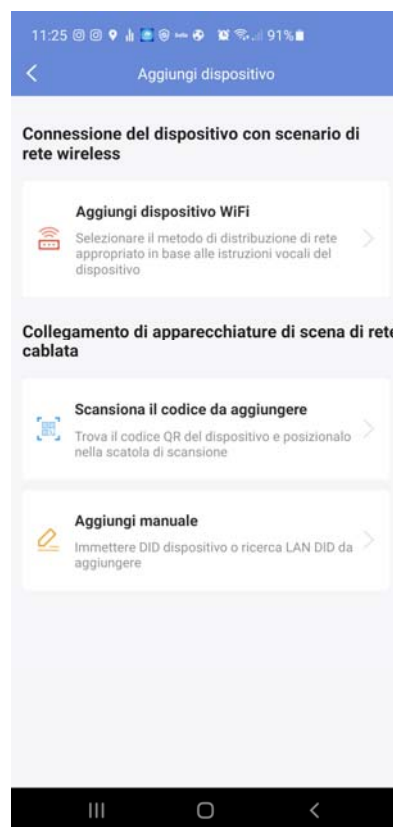 11:25 91%
Aggiungi dispositivo
Connessione del dispositivo con scenario di
rete wireless
Aggiungi dispositivo WiFi
Selezionare il metodo di distribuzione di rete
appropriato in base alle istruzioni vocali del
dispositivo
Collegamento di apparecchiature di scena di rete
cablata
Scansiona il codice da aggiungere
Trova il codice QR del dispositivo e posizionalo
nella scatola di scansione
Aggiungi manuale
Immettere DID dispositivo o ricerca LAN DID da
aggiungere